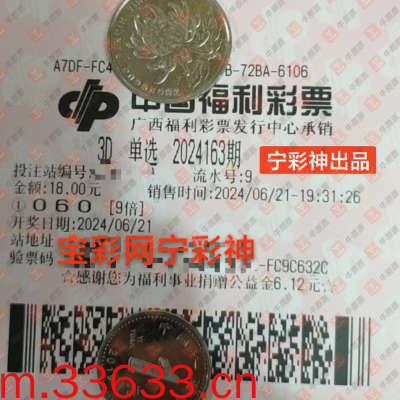 A7DF-FC4
B-72BA-6106
中国福利彩票
广西福利彩票发行中心承销
3D 单选 2024163期
宁彩神出品
投注站编号:
流水号:9
金额:18.00元
销售时间:2024/06/21-19:31:26
① 060 [9倍]
开奖日期:2024/06/21
站地址:
宝彩网宁彩神
验票码
-FC9C632C
☆感谢您为福利事业捐赠公益金6.12元☆
m.33633.cn